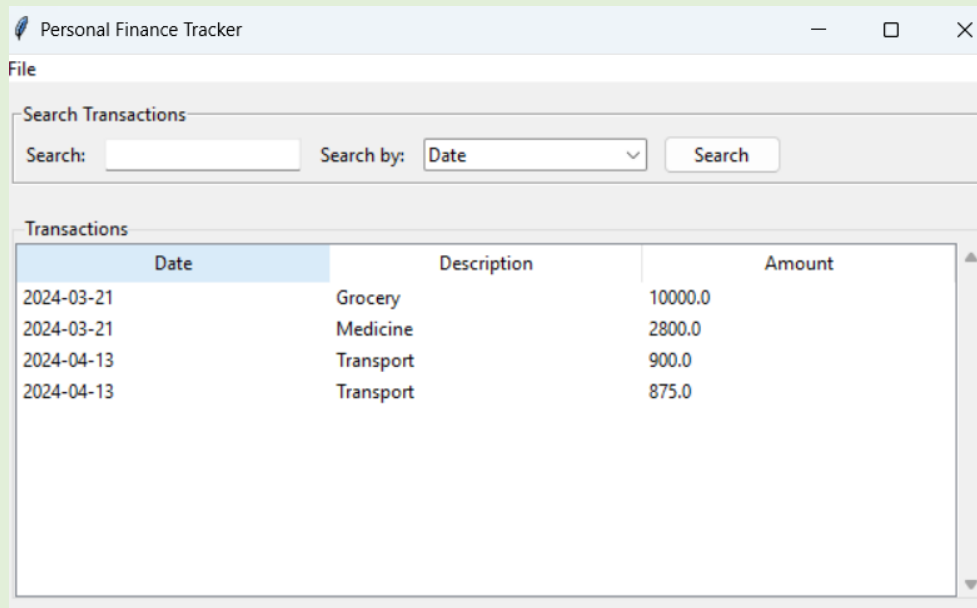 Personal Finance Tracker
File
Search Transactions
Search: Search by: Date Search
Transactions
Date Description Amount
2024-03-21 Grocery 10000.0
2024-03-21 Medicine 2800.0
2024-04-13 Transport 900.0
2024-04-13 Transport 875.0